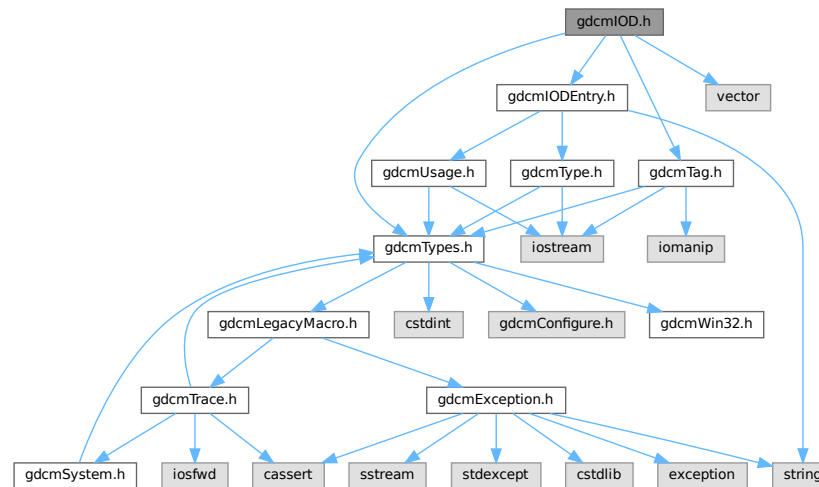 gdcmIOD.h
gdcmIODEntry.h
vector
gdcmUsage.h
gdcmType.h
gdcmTag.h
gdcmTypes.h
iostream
iomanip
gdcmLegacyMacro.h
cstdint
gdcmConfigure.h
gdcmWin32.h
gdcmTrace.h
gdcmException.h
gdcmSystem.h
iosfwd
cassert
sstream
stdexcept
cstdlib
exception
string